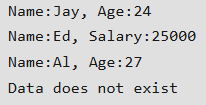 Name:Jay, Age:24
Name:Ed, Salary:25000
Name:Al, Age:27
Data does not exist